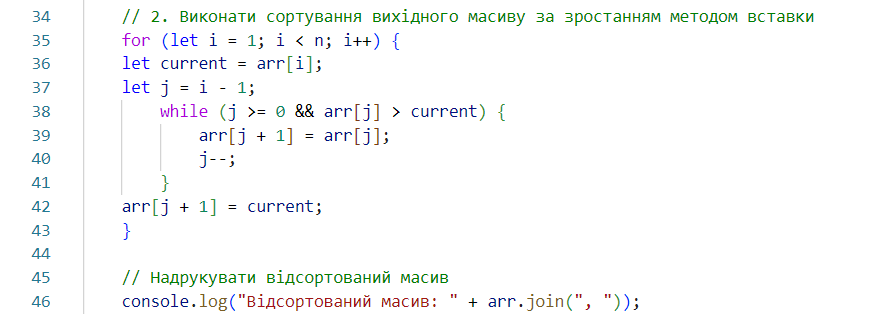 34 // 2. Виконати сортування вихідного масиву за зростанням методом вставки
35 for (let i = 1; i < n; i++) {
36 let current = arr[i];
37 let j = i - 1;
38 while (j >= 0 && arr[j] > current) {
39 arr[j + 1] = arr[j];
40 j--;
41 }
42 arr[j + 1] = current;
43 }
44
45 // Надрукувати відсортований масив
46 console.log("Відсортований масив: " + arr.join(", "));